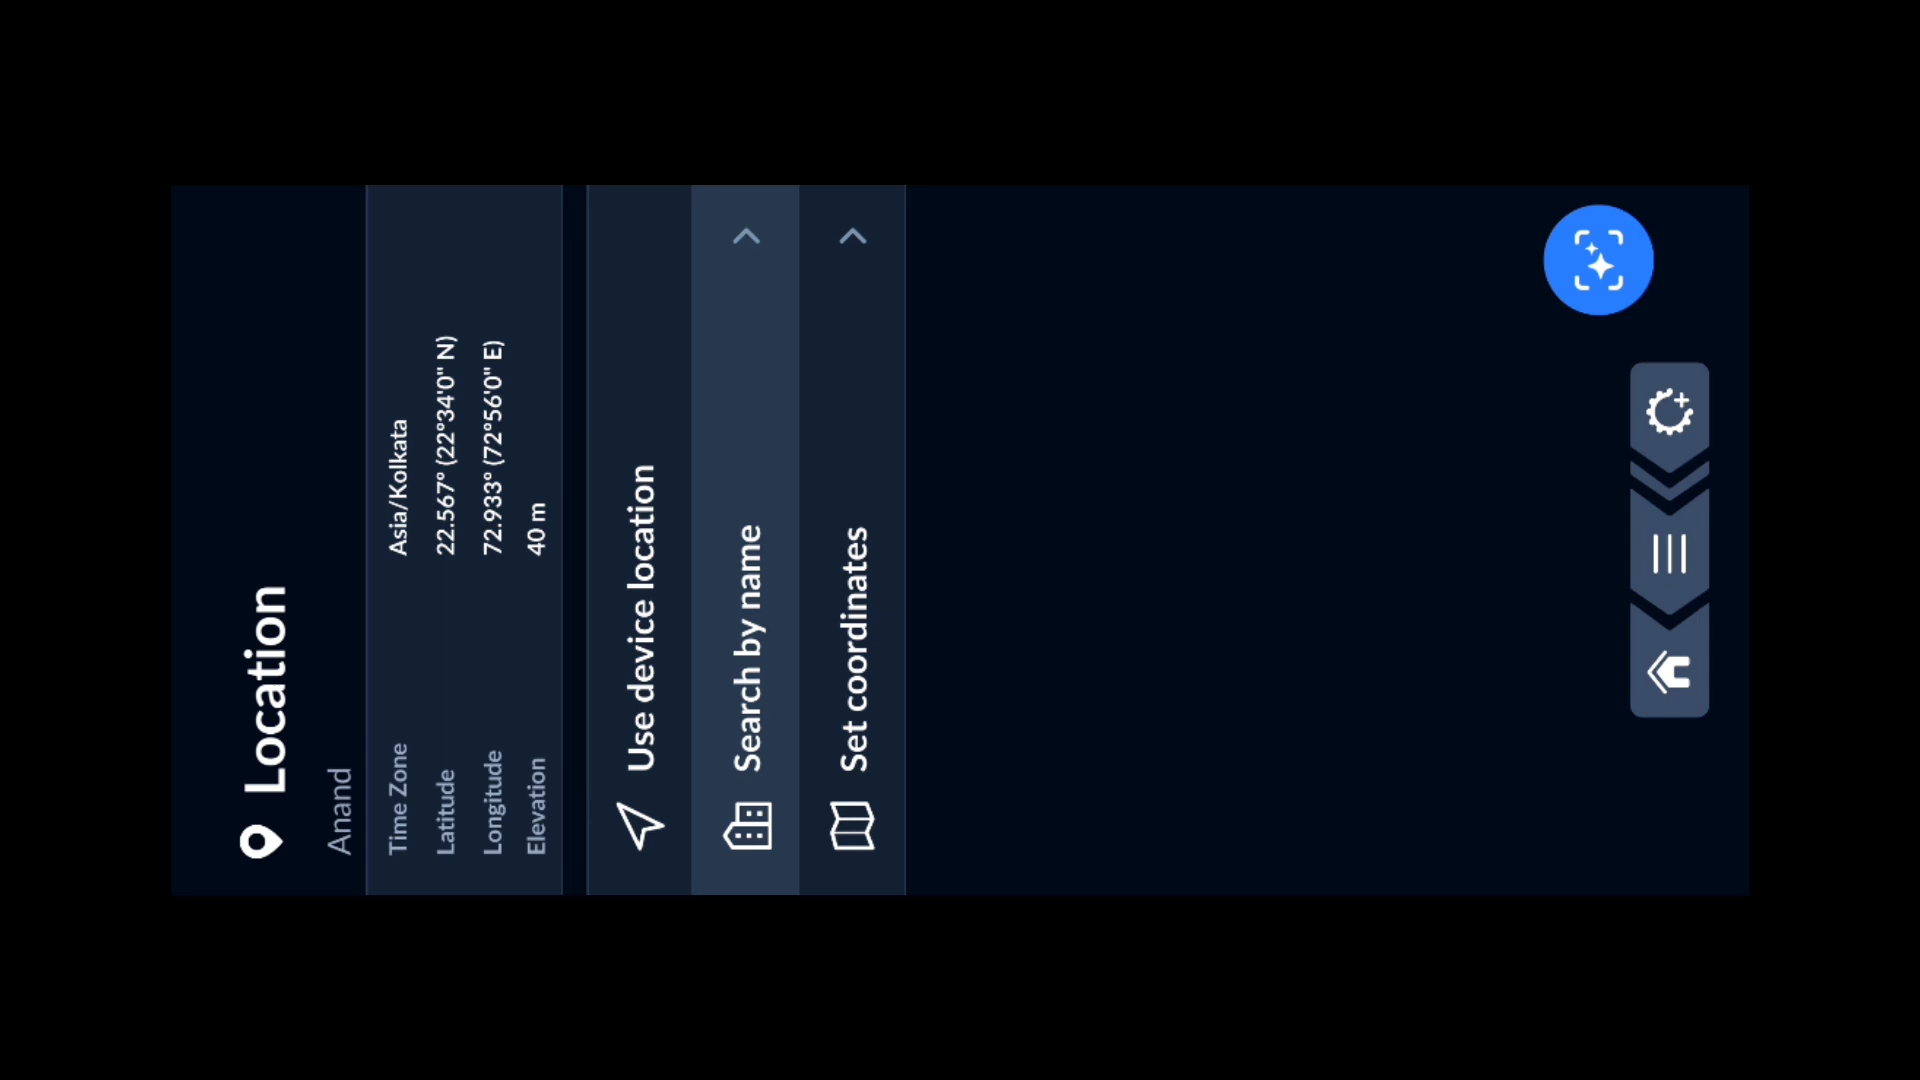 Location
Anand
Time Zone Asia/Kolkata
Latitude 22.567° (22°34'0" N)
Longitude 72.933° (72°56'0" E)
Elevation 40 m
Use device location
Search by name
Set coordinates